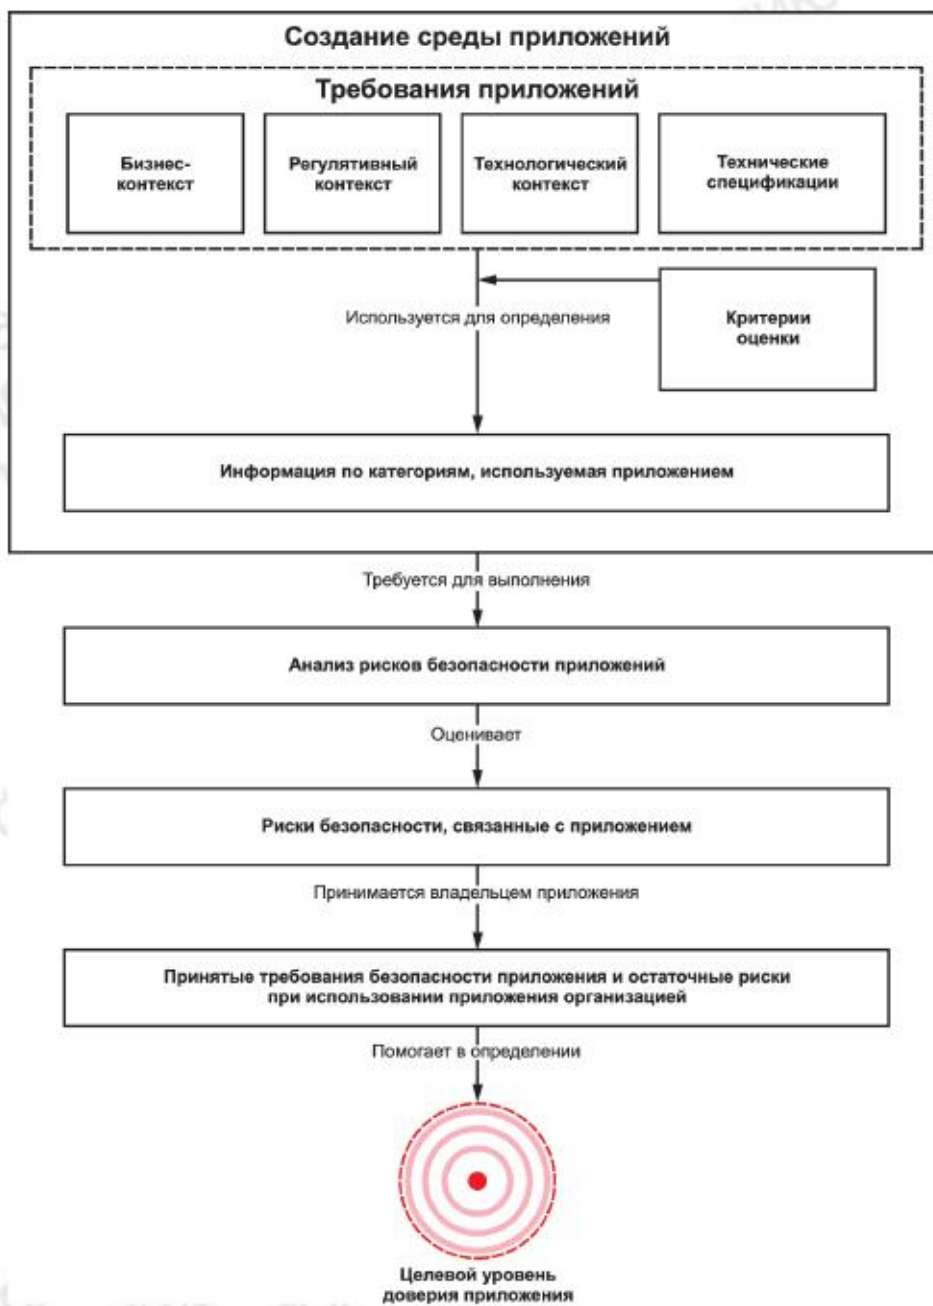 Создание среды приложений
Требования приложений
Бизнес-
контекст
Регулятивный
контекст
Технологический
контекст
Технические
спецификации
Используется для определения
Критерии
оценки
Информация по категориям, используемая приложением
Требуется для выполнения
Анализ рисков безопасности приложений
Оценивает
Риски безопасности, связанные с приложением
Принимается владельцем приложения
Принятые требования безопасности приложения и остаточные риски
при использовании приложения организацией
Помогает в определении
Целевой уровень
доверия приложения